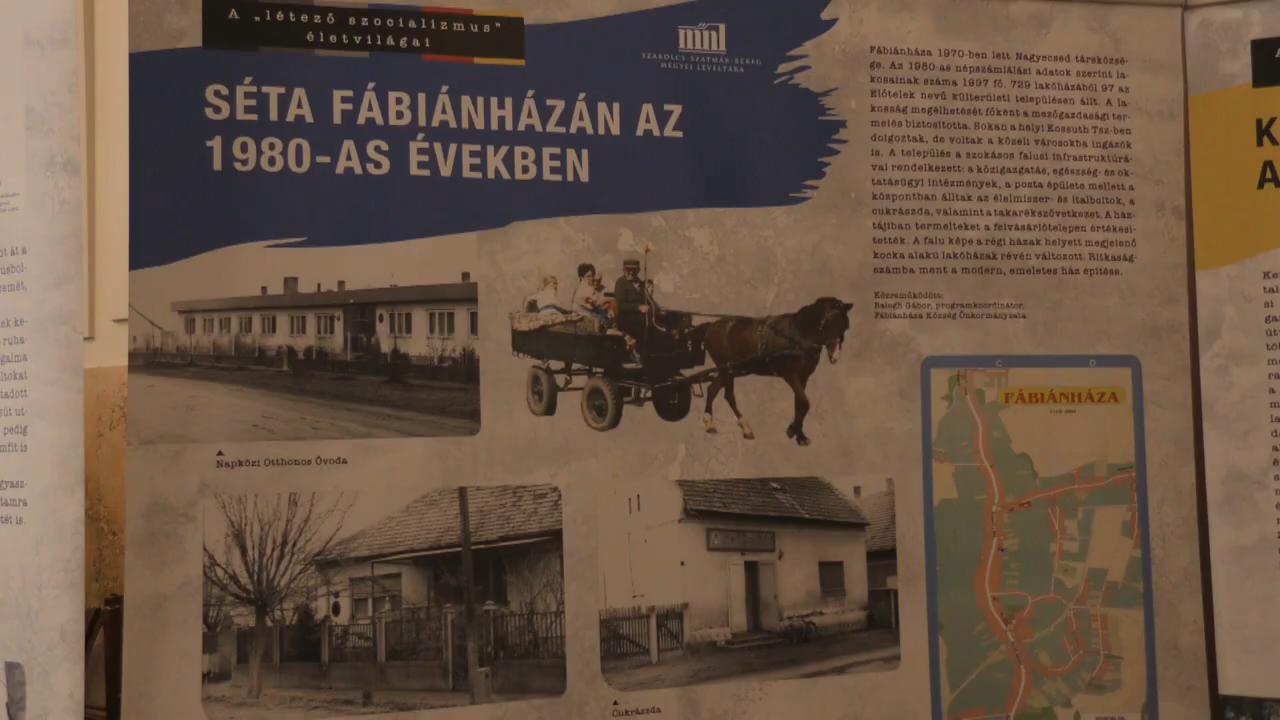 A „létező szocializmus"
életvilágai
mnl
SZABOLCS-SZATMÁR-BEREG
MEGYEI LEVÉLTÁRA
SÉTA FÁBIÁNHÁZÁN AZ
1980-AS ÉVEKBEN
Fábiánháza 1970-ben lett Nagyecsed társközsé-
ge. Az 1980-as népszámlálási adatok szerint la-
kosainak száma 1997 fő. 729 lakóházából 97 az
Előtelek nevű külterületi településen állt. A la-
kosság megélhetését főként a mezőgazdasági ter-
melés biztosította. Sokan a helyi Kossuth Tsz-ben
dolgoztak, de voltak a közeli városokba ingázók
is. A település a szokásos falusi infrastruktúrá-
val rendelkezett: a közigazgatás, egészség- és ok-
tatásügyi intézmények, a posta épülete mellett a
központban álltak az élelmiszer- és italboltok, a
cukrászda, valamint a takarékszövetkezet. A ház-
tájiban termelteket a felvásárlótelepen értékesí-
tették. A falu képe a régi házak helyett megjelenő
kocka alakú lakóházak révén változott. Ritkaság-
számba ment a modern, emeletes ház építése.
Közreműködött:
Balogh Gábor, programkoordinátor,
Fábiánháza Község Önkormányzata
Napközi Otthonos Óvoda
Cukrászda
C D
FÁBIÁNHÁZA